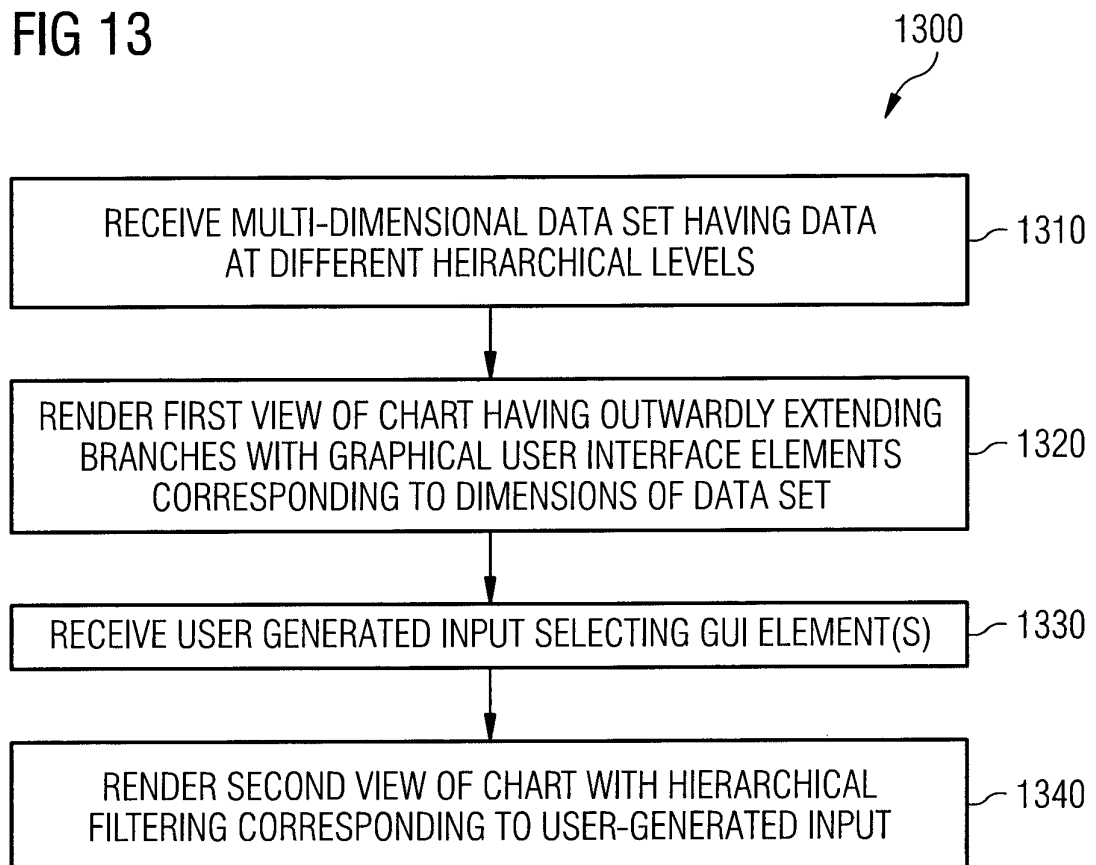 FIG 13
1300
RECEIVE MULTI-DIMENSIONAL DATA SET HAVING DATA
AT DIFFERENT HEIRARCHICAL LEVELS
1310
RENDER FIRST VIEW OF CHART HAVING OUTWARDLY EXTENDING
BRANCHES WITH GRAPHICAL USER INTERFACE ELEMENTS
CORRESPONDING TO DIMENSIONS OF DATA SET
1320
RECEIVE USER GENERATED INPUT SELECTING GUI ELEMENT(S)
1330
RENDER SECOND VIEW OF CHART WITH HIERARCHICAL
FILTERING CORRESPONDING TO USER-GENERATED INPUT
1340